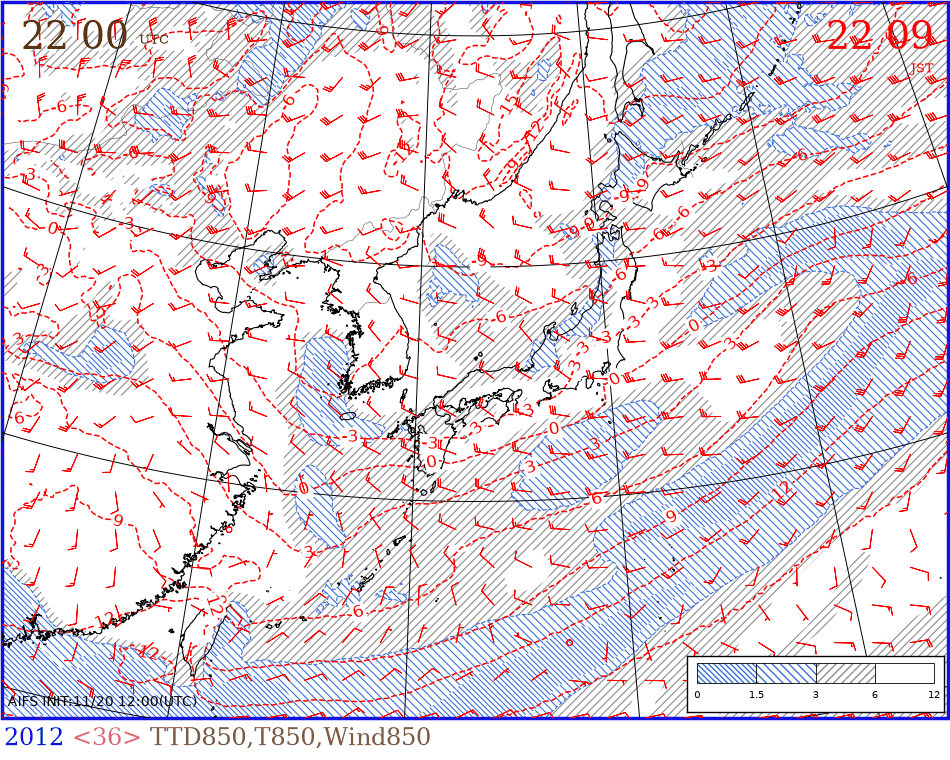 22 00 UTC
22 09
JST
0 1.5 3 6 12
AIFS INIT:11/20 12:00(UTC)
2012 <36> TTD850,T850,Wind850